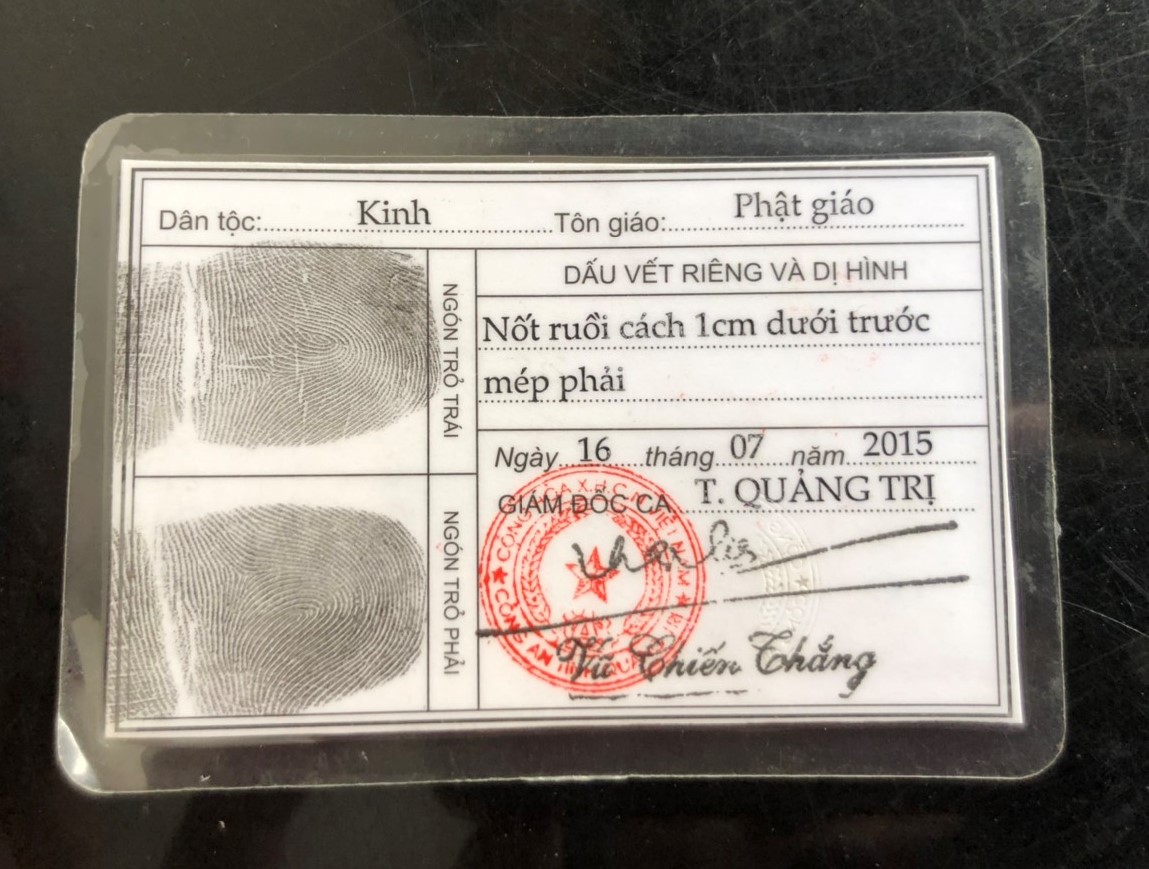 Dân tộc: Kinh Tôn giáo: Phật giáo
NGÓN TRỎ TRÁI
DẤU VẾT RIÊNG VÀ DỊ HÌNH
Nốt ruồi cách 1cm dưới trước
mép phải
Ngày 16 tháng 07 năm 2015
GIÁM ĐỐC CA T. QUẢNG TRỊ
NGÓN TRỎ PHẢI
CÔNG AN
Vũ Chiến Thắng